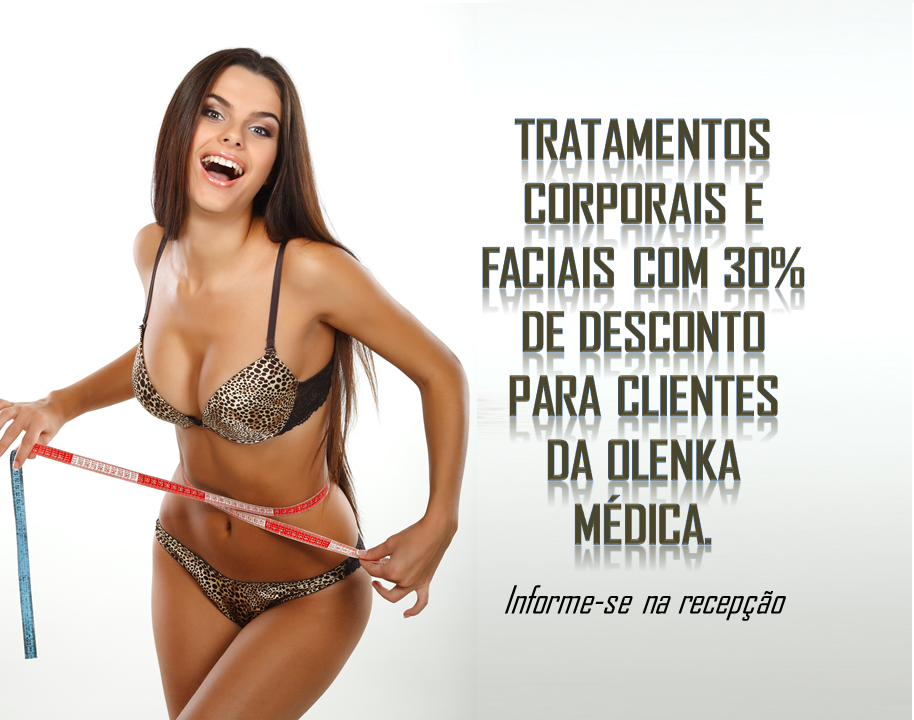 TRATAMENTOS
CORPORAIS E
FACIAIS COM 30%
DE DESCONTO
PARA CLIENTES
DA OLENKA
MÉDICA.
Informe-se na recepção